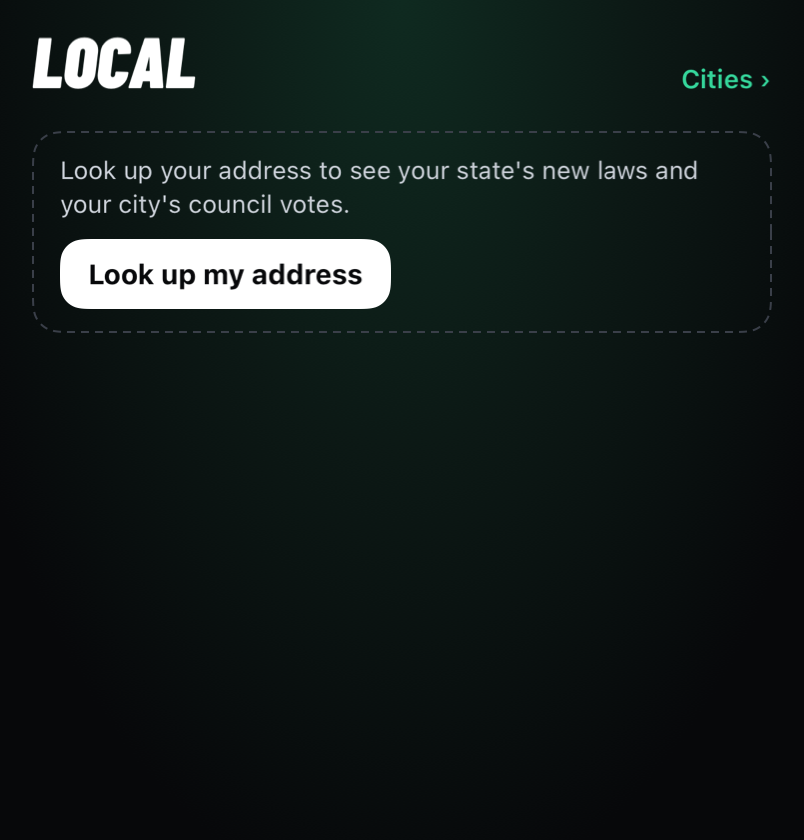 LOCAL
Cities ›
Look up your address to see your state's new laws and
your city's council votes.
Look up my address